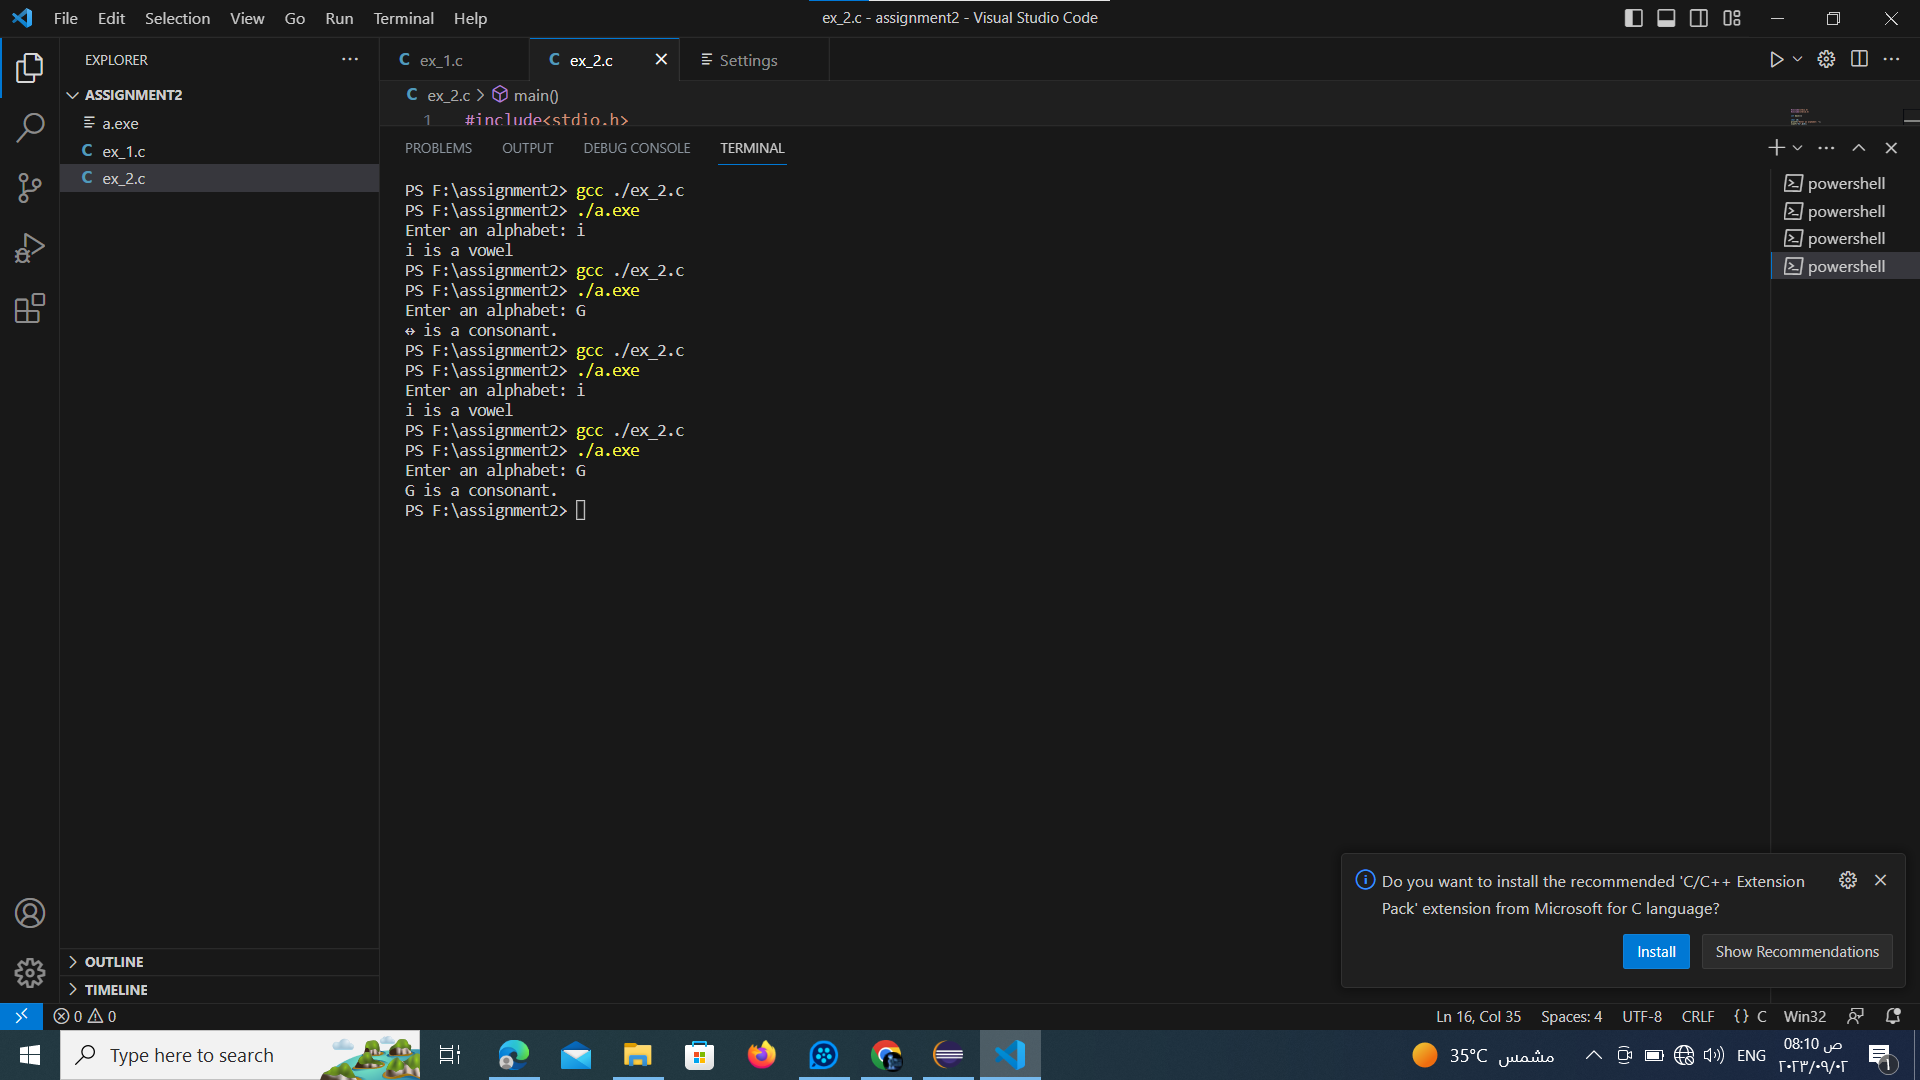 File Edit Selection View Go Run Terminal Help
ex_2.c - assignment2 - Visual Studio Code
EXPLORER
ASSIGNMENT2
a.exe
C ex_1.c
C ex_2.c
OUTLINE
TIMELINE
C ex_1.c
C ex_2.c
Settings
C ex_2.c > main()
1 #include<stdio.h>
PROBLEMS OUTPUT DEBUG CONSOLE TERMINAL
PS F:\assignment2> gcc ./ex_2.c
PS F:\assignment2> ./a.exe
Enter an alphabet: i
i is a vowel
PS F:\assignment2> gcc ./ex_2.c
PS F:\assignment2> ./a.exe
Enter an alphabet: G
↔ is a consonant.
PS F:\assignment2> gcc ./ex_2.c
PS F:\assignment2> ./a.exe
Enter an alphabet: i
i is a vowel
PS F:\assignment2> gcc ./ex_2.c
PS F:\assignment2> ./a.exe
Enter an alphabet: G
G is a consonant.
PS F:\assignment2>
powershell
powershell
powershell
powershell
Do you want to install the recommended 'C/C++ Extension
Pack' extension from Microsoft for C language?
Install
Show Recommendations
0 0
Ln 16, Col 35 Spaces: 4 UTF-8 CRLF {} C Win32
Type here to search
35°C مشمس
ENG
08:10 ص
٢٠٢٣/٠٩/٠٢
١